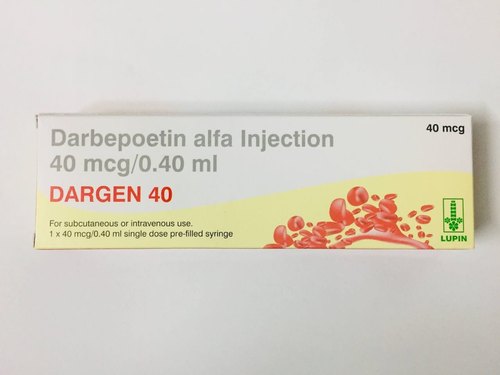 Darbepoetin alfa Injection
40 mcg/0.40 ml
40 mcg
DARGEN 40
For subcutaneous or intravenous use.
1 x 40 mcg/0.40 ml single dose pre-filled syringe
LUPIN